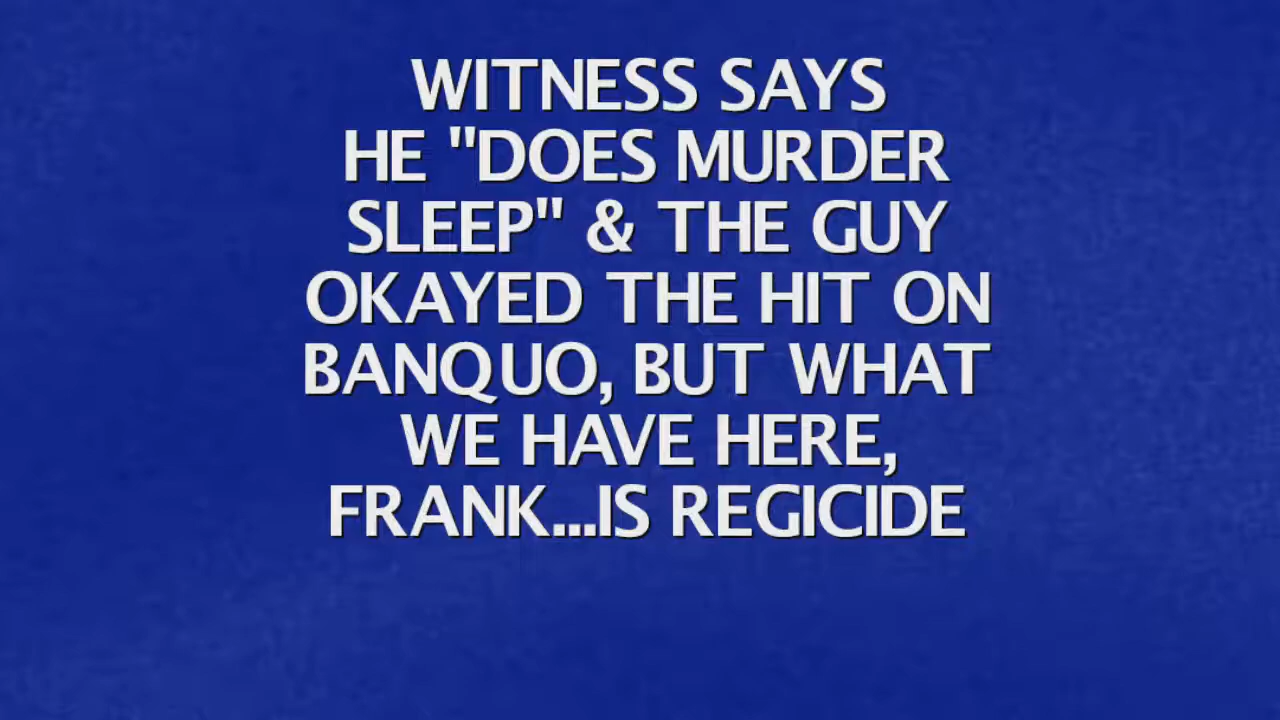 WITNESS SAYS
HE "DOES MURDER
SLEEP" & THE GUY
OKAYED THE HIT ON
BANQUO, BUT WHAT
WE HAVE HERE,
FRANK...IS REGICIDE